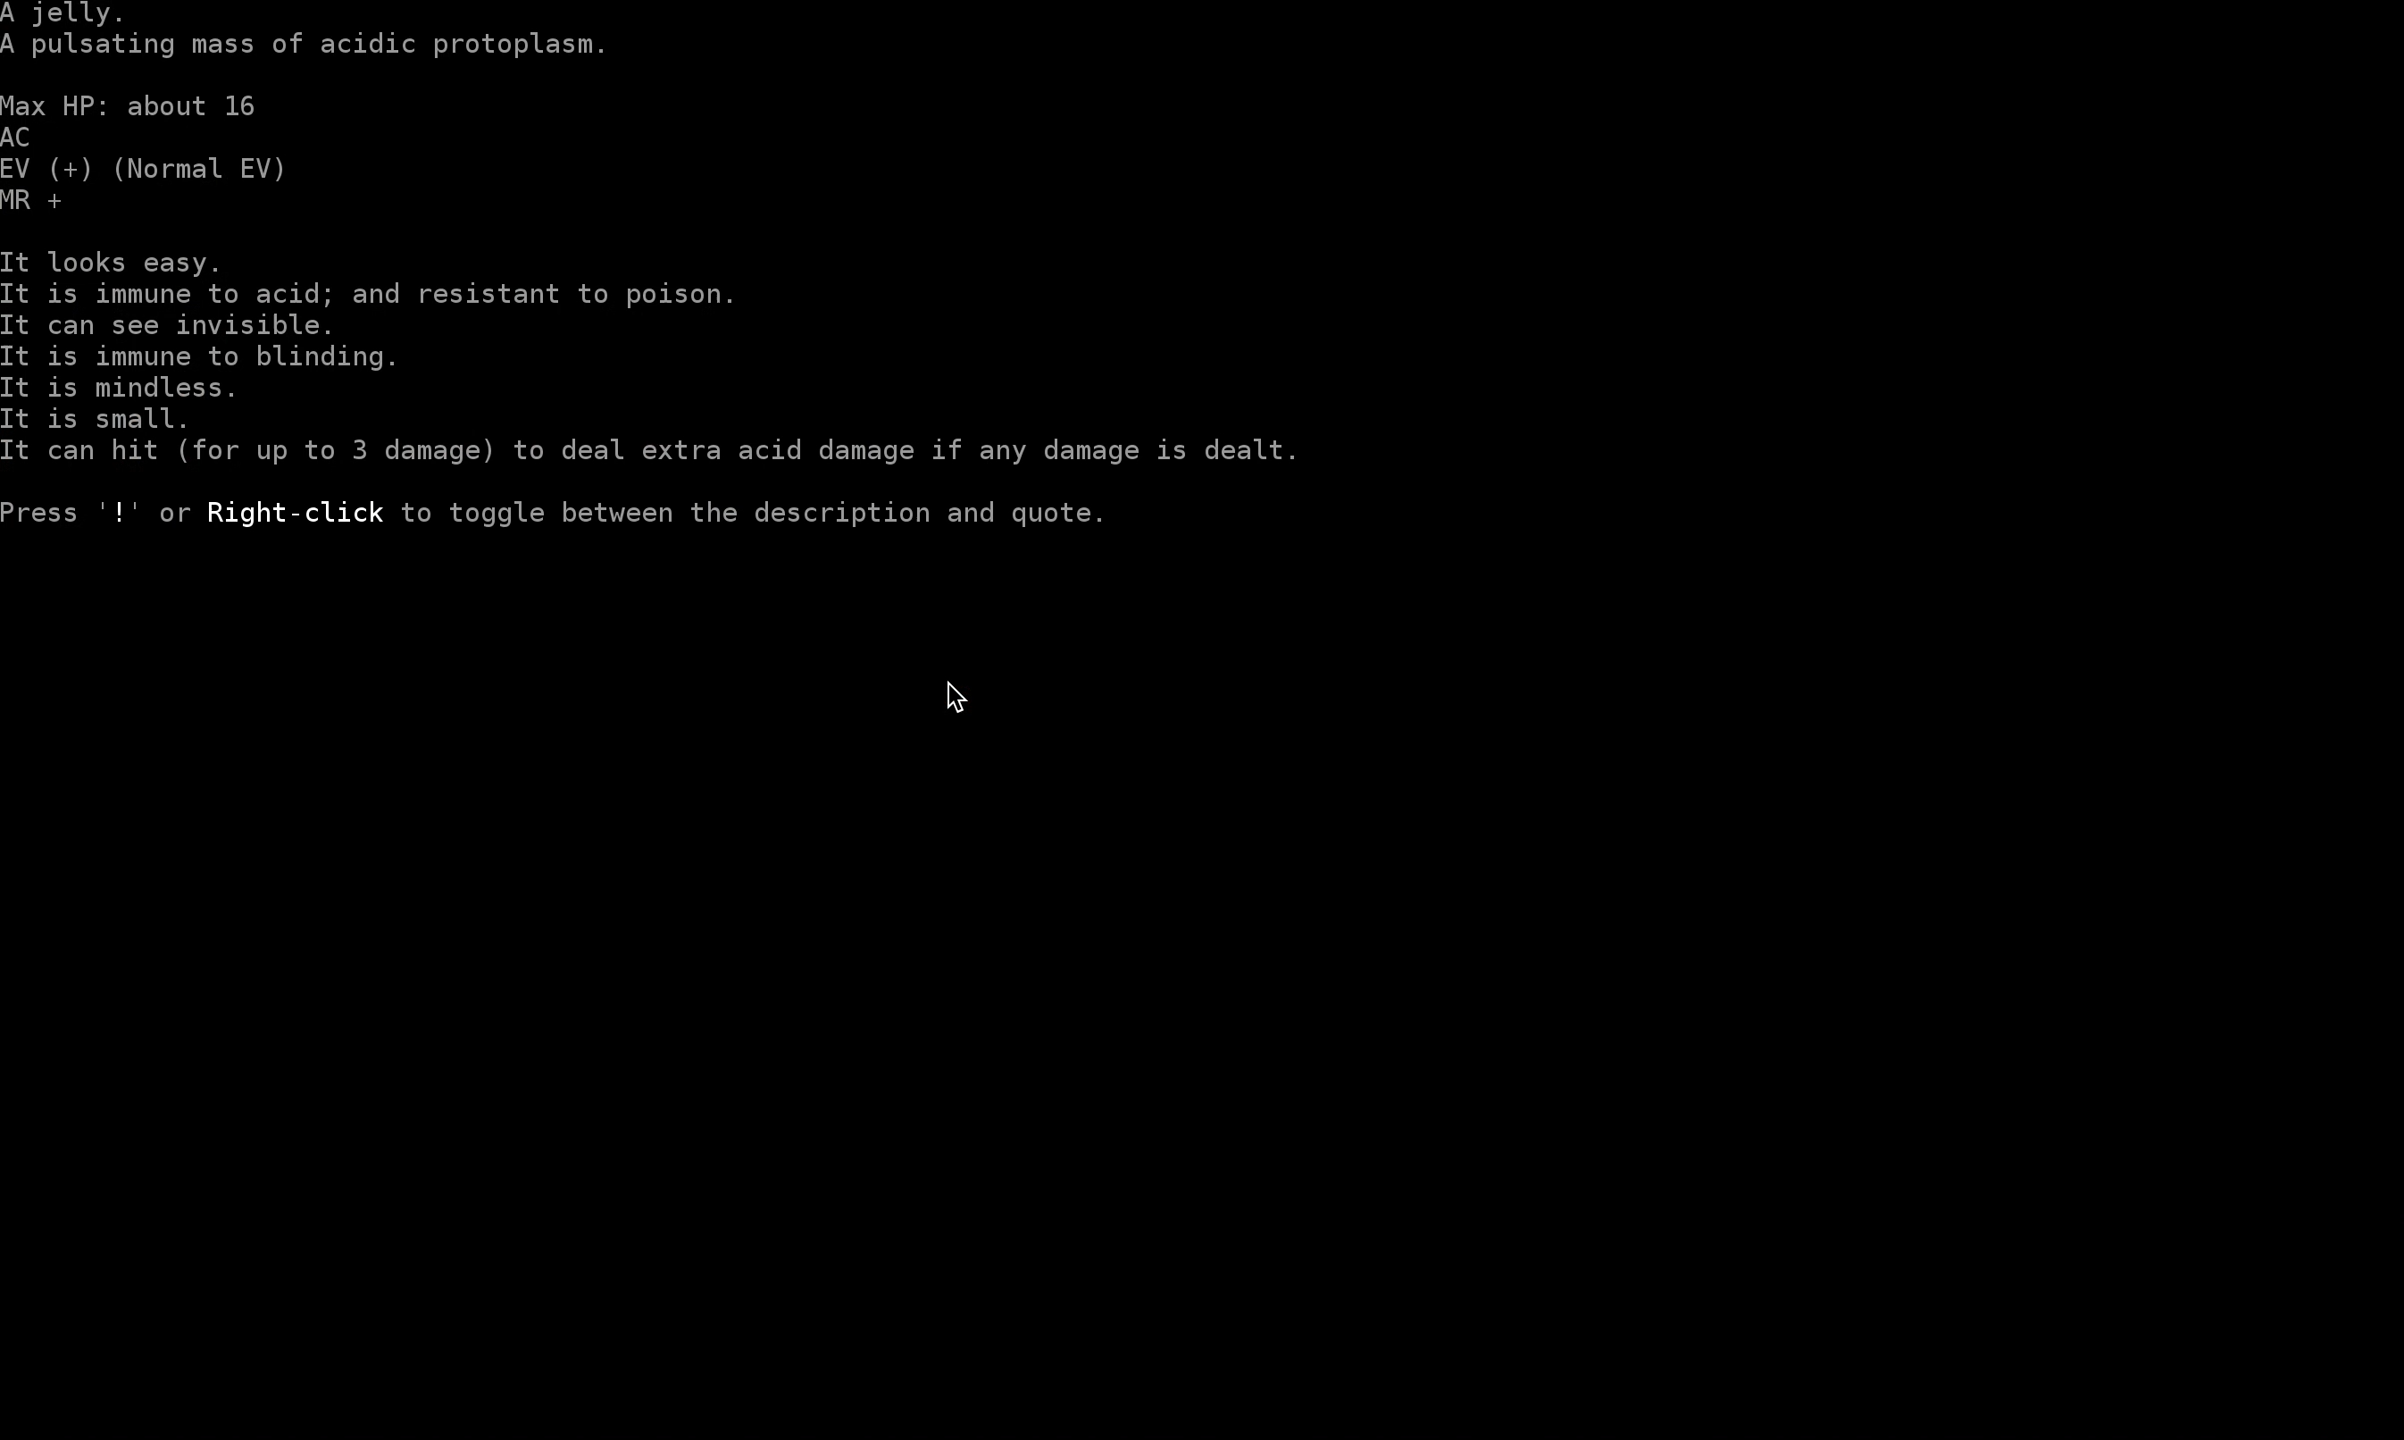 A jelly.
A pulsating mass of acidic protoplasm.
Max HP: about 16
AC
EV (+) (Normal EV)
MR +
It looks easy.
It is immune to acid; and resistant to poison.
It can see invisible.
It is immune to blinding.
It is mindless.
It is small.
It can hit (for up to 3 damage) to deal extra acid damage if any damage is dealt.
Press '!' or Right-click to toggle between the description and quote.